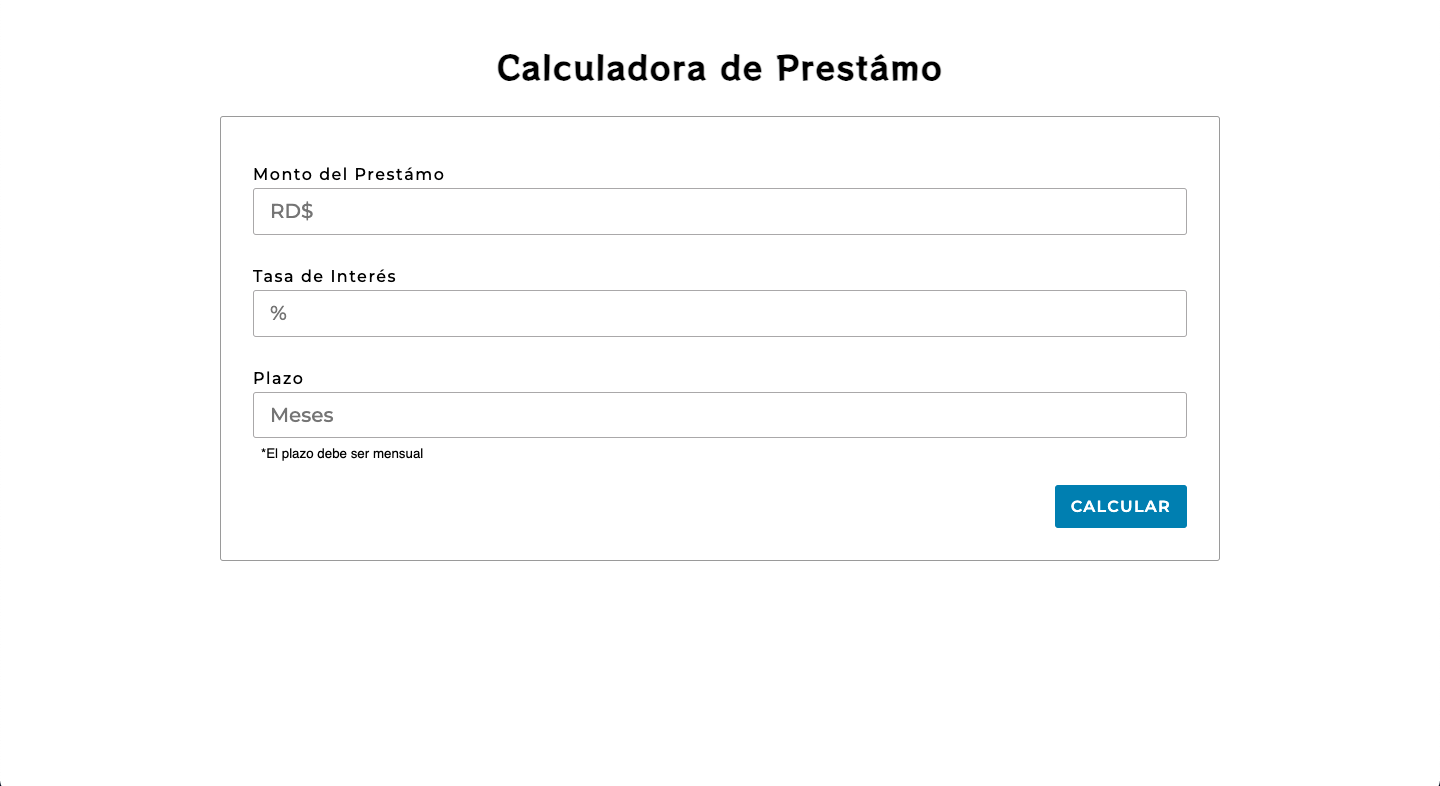 Calculadora de Prestámo
Monto del Prestámo
RD$
Tasa de Interés
%
Plazo
Meses
*El plazo debe ser mensual
CALCULAR